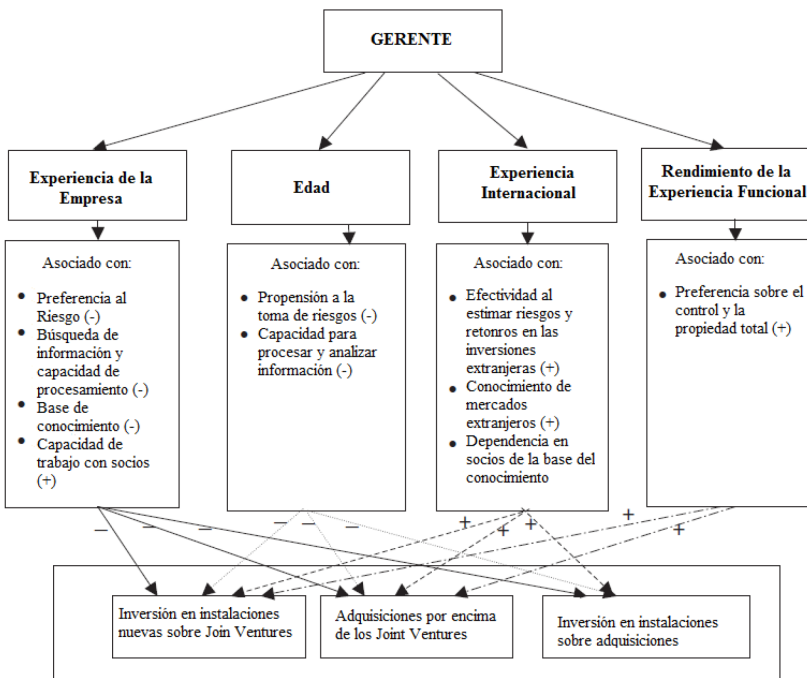 GERENTE
Experiencia de la
Empresa
Edad
Experiencia
Internacional
Rendimiento de la
Experiencia Funcional
Asociado con:
● Preferencia al
Riesgo (-)
● Búsqueda de
información y
capacidad de
procesamiento (-)
● Base de
conocimiento (-)
● Capacidad de
trabajo con socios
(+)
Asociado con:
● Propensión a la
toma de riesgos (-)
● Capacidad para
procesar y analizar
información (-)
Asociado con:
● Efectividad al
estimar riesgos y
retonros en las
inversiones
extranjeras (+)
● Conocimiento de
mercados
extranjeros (+)
● Dependencia en
socios de la base del
conocimiento
Asociado con:
● Preferencia sobre el
control y la
propiedad total (+)
− − − − − − + + + + +
Inversión en instalaciones
nuevas sobre Join Ventures
Adquisiciones por encima
de los Joint Ventures
Inversión en instalaciones
sobre adquisiciones